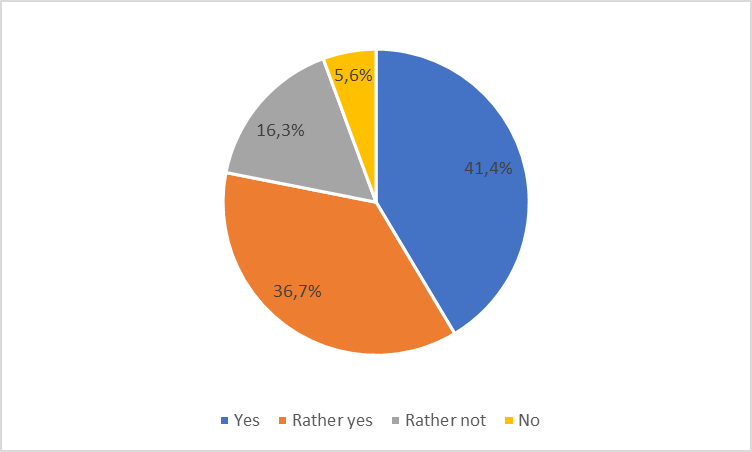 5,6%
16,3%
41,4%
36,7%
Yes Rather yes Rather not No